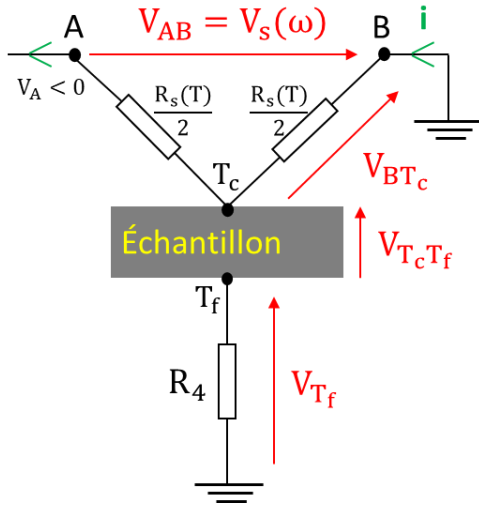 A V_AB = V_s(ω) B i
V_A < 0
R_s(T)/2 R_s(T)/2
T_c V_BT_c
Échantillon V_T_cT_f
T_f
R_4 V_T_f